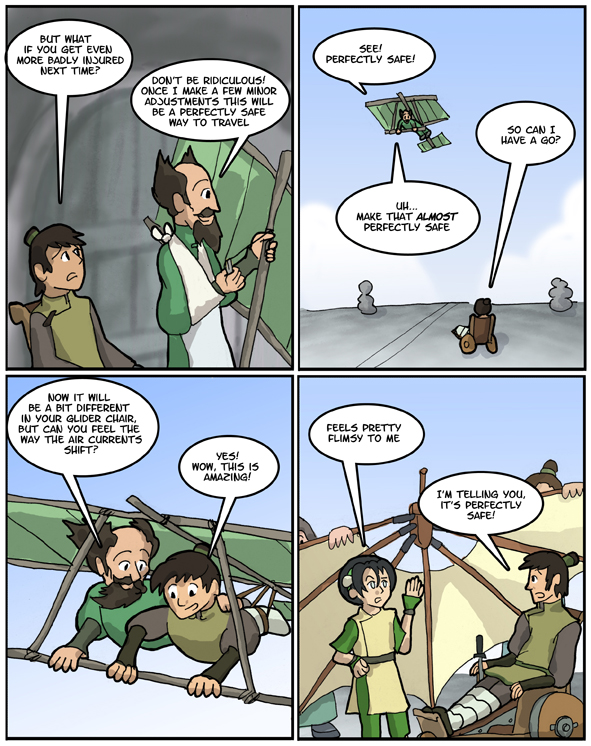 BUT WHAT
IF YOU GET EVEN
MORE BADLY INJURED
NEXT TIME?
DON'T BE RIDICULOUS!
ONCE I MAKE A FEW MINOR
ADJUSTMENTS THIS WILL
BE A PERFECTLY SAFE
WAY TO TRAVEL
SEE!
PERFECTLY SAFE!
UH...
MAKE THAT ALMOST
PERFECTLY SAFE
SO CAN I
HAVE A GO?
NOW IT WILL
BE A BIT DIFFERENT
IN YOUR GLIDER CHAIR,
BUT CAN YOU FEEL THE
WAY THE AIR CURRENTS
SHIFT?
YES!
WOW, THIS IS
AMAZING!
FEELS PRETTY
FLIMSY TO ME
I'M TELLING YOU,
IT'S PERFECTLY
SAFE!